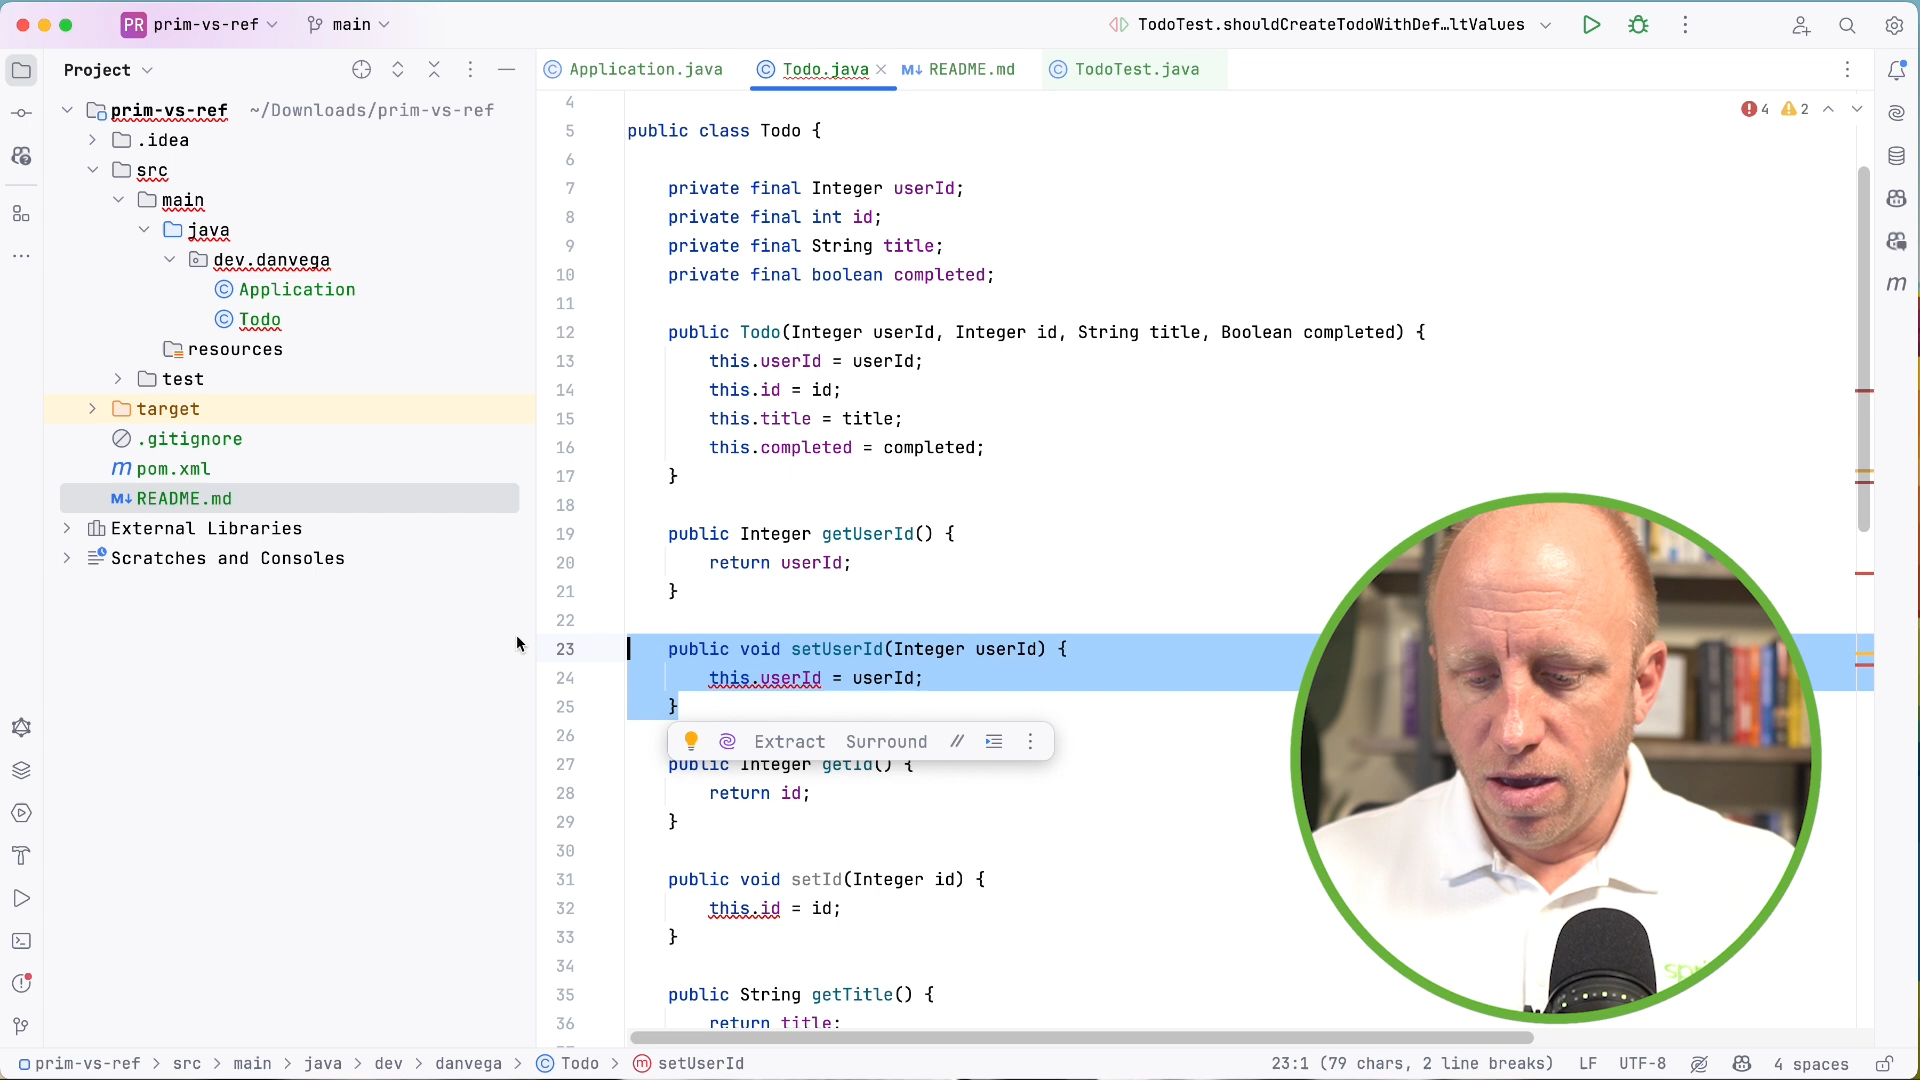 PR prim-vs-ref main TodoTest.shouldCreateTodoWithDef...ltValues
Project
Application.java Todo.java M↓ README.md TodoTest.java
prim-vs-ref ~/Downloads/prim-vs-ref
.idea
src
main
java
dev.danvega
Application
Todo
resources
test
target
.gitignore
m pom.xml
M↓ README.md
External Libraries
Scratches and Consoles
4 2
4
5 public class Todo {
6
7 private final Integer userId;
8 private final int id;
9 private final String title;
10 private final boolean completed;
11
12 public Todo(Integer userId, Integer id, String title, Boolean completed) {
13 this.userId = userId;
14 this.id = id;
15 this.title = title;
16 this.completed = completed;
17 }
18
19 public Integer getUserId() {
20 return userId;
21 }
22
23 public void setUserId(Integer userId) {
24 this.userId = userId;
25 }
26 Extract Surround //
27 public Integer getId() {
28 return id;
29 }
30
31 public void setId(Integer id) {
32 this.id = id;
33 }
34
35 public String getTitle() {
36 return title;
prim-vs-ref > src > main > java > dev > danvega > Todo > m setUserId
23:1 (79 chars, 2 line breaks) LF UTF-8 4 spaces